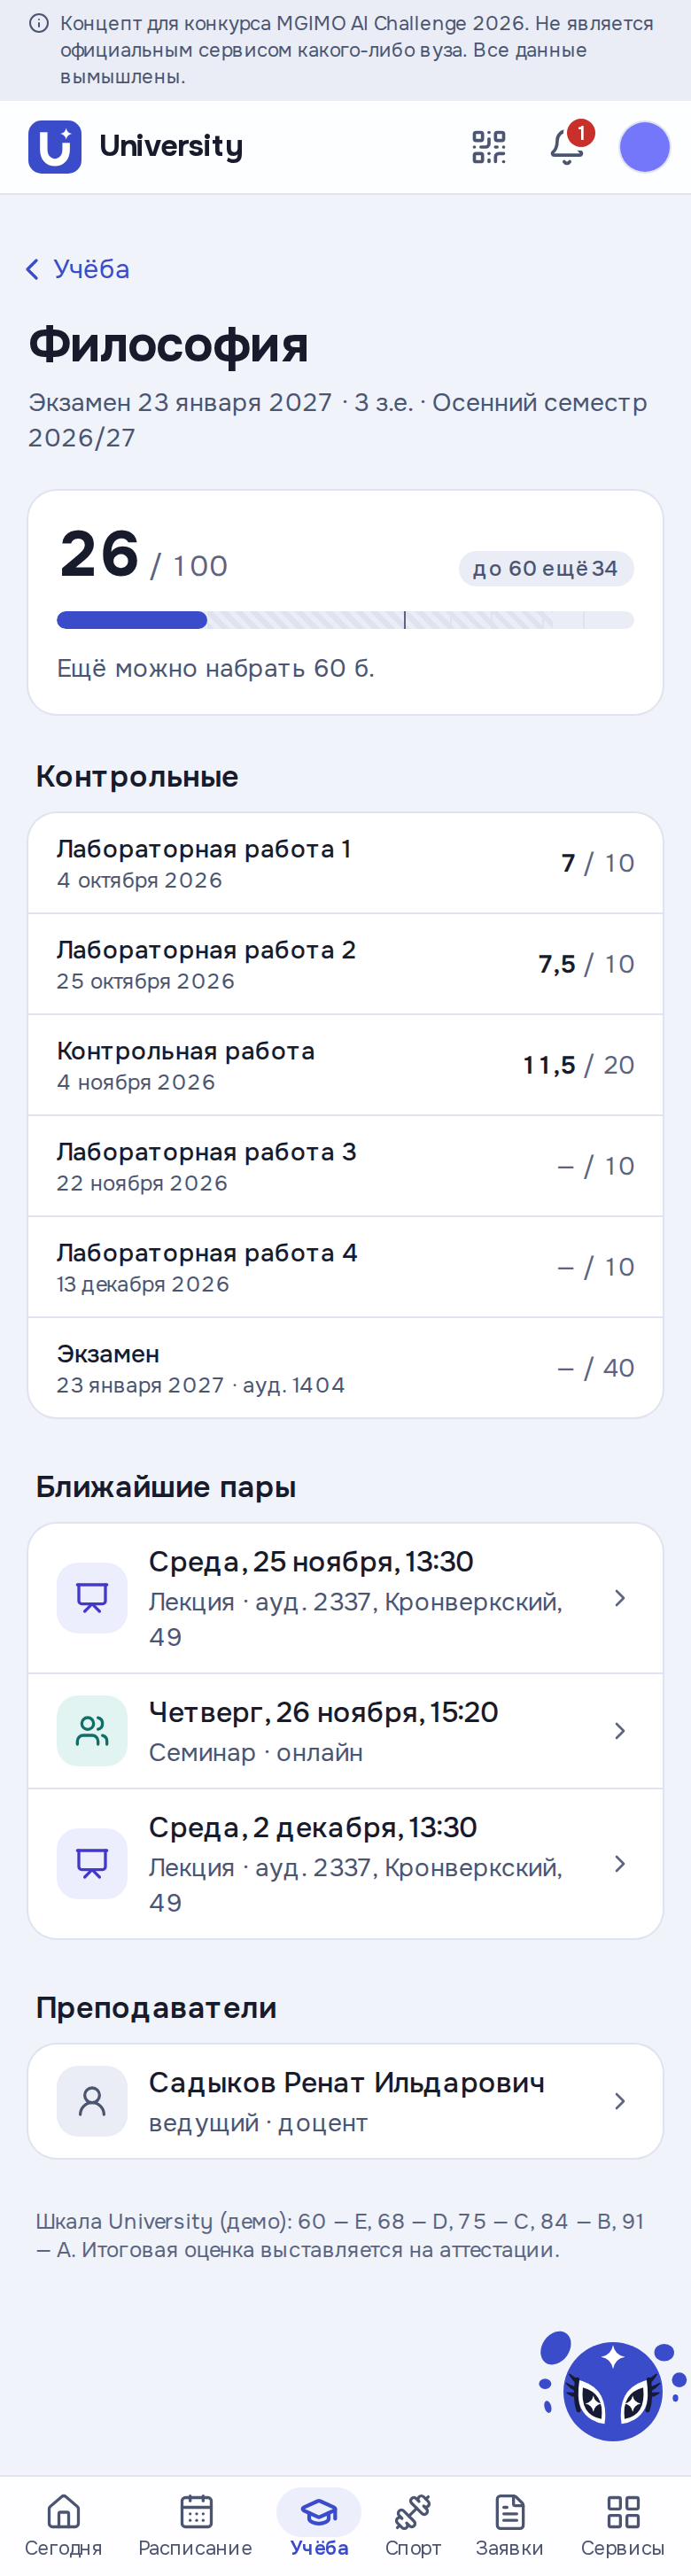 Концепт для конкурса MGIMO AI Challenge 2026. Не является
официальным сервисом какого-либо вуза. Все данные
вымышлены.
University
1
Учёба
Философия
Экзамен 23 января 2027 · 3 з.е. · Осенний семестр
2026/27
26 / 100
до 60 ещё 34
Ещё можно набрать 60 б.
Контрольные
Лабораторная работа 1
7 / 10
4 октября 2026
Лабораторная работа 2
7,5 / 10
25 октября 2026
Контрольная работа
11,5 / 20
4 ноября 2026
Лабораторная работа 3
– / 10
22 ноября 2026
Лабораторная работа 4
– / 10
13 декабря 2026
Экзамен
– / 40
23 января 2027 · ауд. 1404
Ближайшие пары
Среда, 25 ноября, 13:30
Лекция · ауд. 2337, Кронверкский,
49
Четверг, 26 ноября, 15:20
Семинар · онлайн
Среда, 2 декабря, 13:30
Лекция · ауд. 2337, Кронверкский,
49
Преподаватели
Садыков Ренат Ильдарович
ведущий · доцент
Шкала University (демо): 60 — E, 68 — D, 75 — C, 84 — B, 91
— A. Итоговая оценка выставляется на аттестации.
Сегодня Расписание Учёба Спорт Заявки Сервисы